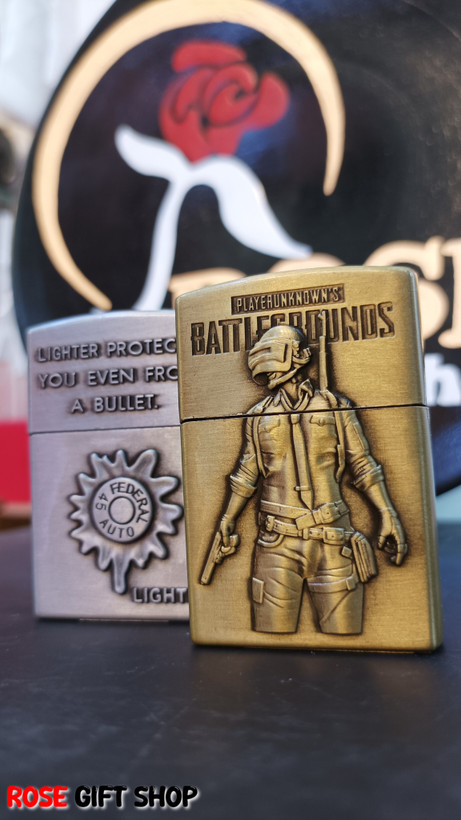 PLAYERUNKNOWN'S
BATTLEGROUNDS
LIGHTER PROTEC
YOU EVEN FRO
A BULLET.
FEDERAL
45 AUTO
LIGHT
ROSE GIFT SHOP